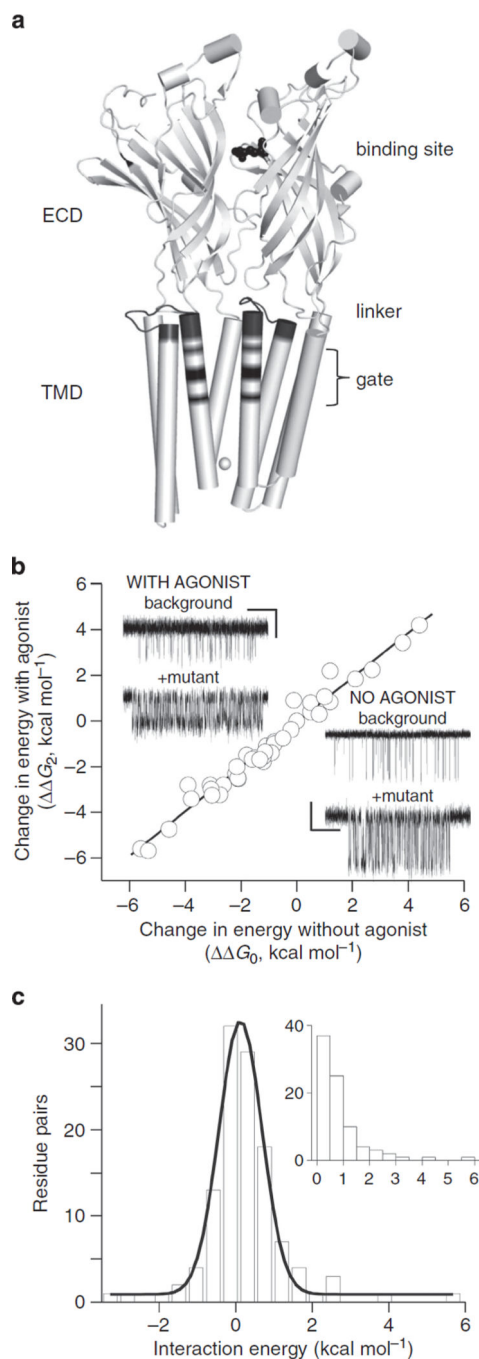 a
binding site
ECD
linker
gate
TMD
b
6
WITH AGONIST
background
4
+mutant
2
NO AGONIST
background
0
−2
+mutant
−4
−6
Change in energy with agonist
(ΔΔG₂, kcal mol⁻¹)
−6 −4 −2 0 2 4 6
Change in energy without agonist
(ΔΔG₀, kcal mol⁻¹)
c
40
30
20
20
0
0 1 2 3 4 5 6
10
0
Residue pairs
−2 0 2 4 6
Interaction energy (kcal mol⁻¹)